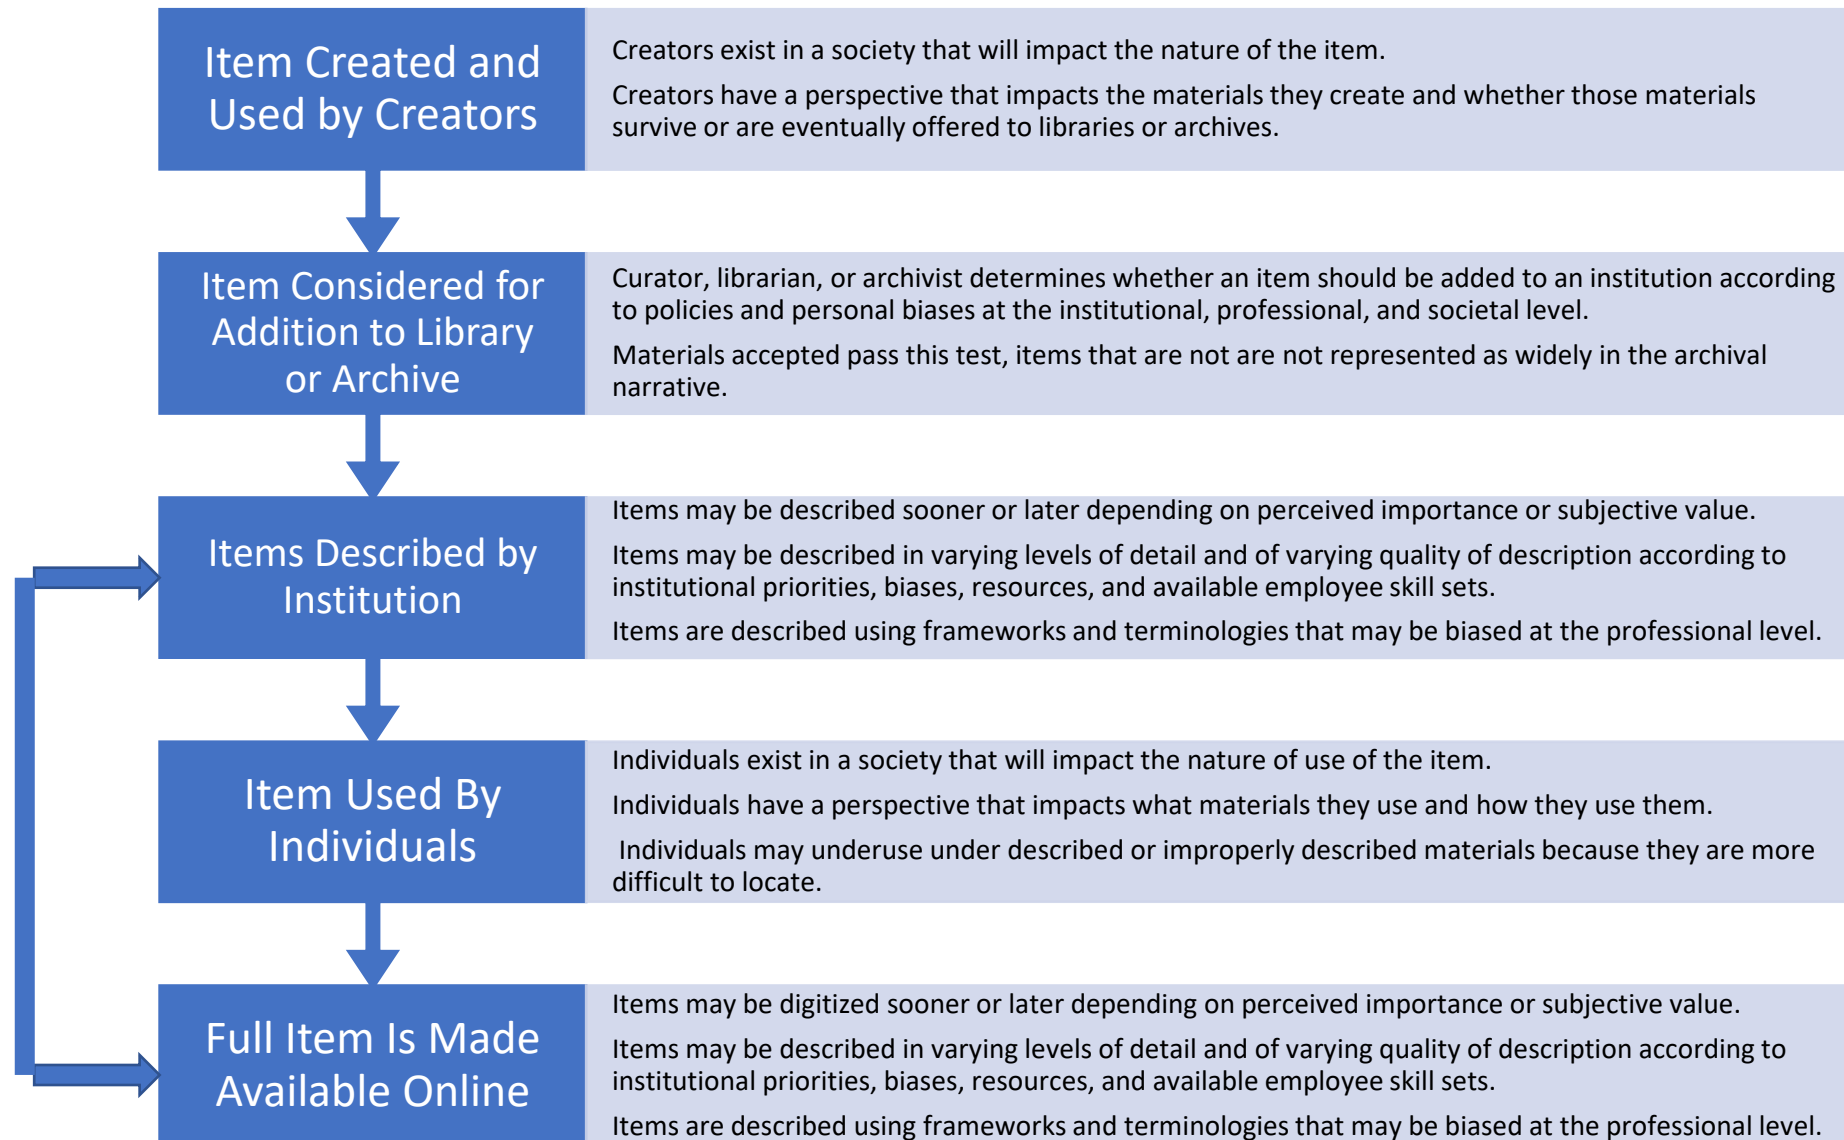 Item Created and
Used by Creators
Creators exist in a society that will impact the nature of the item.
Creators have a perspective that impacts the materials they create and whether those materials
survive or are eventually offered to libraries or archives.
Item Considered for
Addition to Library
or Archive
Curator, librarian, or archivist determines whether an item should be added to an institution according
to policies and personal biases at the institutional, professional, and societal level.
Materials accepted pass this test, items that are not are not represented as widely in the archival
narrative.
Items Described by
Institution
Items may be described sooner or later depending on perceived importance or subjective value.
Items may be described in varying levels of detail and of varying quality of description according to
institutional priorities, biases, resources, and available employee skill sets.
Items are described using frameworks and terminologies that may be biased at the professional level.
Item Used By
Individuals
Individuals exist in a society that will impact the nature of use of the item.
Individuals have a perspective that impacts what materials they use and how they use them.
Individuals may underuse under described or improperly described materials because they are more
difficult to locate.
Full Item Is Made
Available Online
Items may be digitized sooner or later depending on perceived importance or subjective value.
Items may be described in varying levels of detail and of varying quality of description according to
institutional priorities, biases, resources, and available employee skill sets.
Items are described using frameworks and terminologies that may be biased at the professional level.